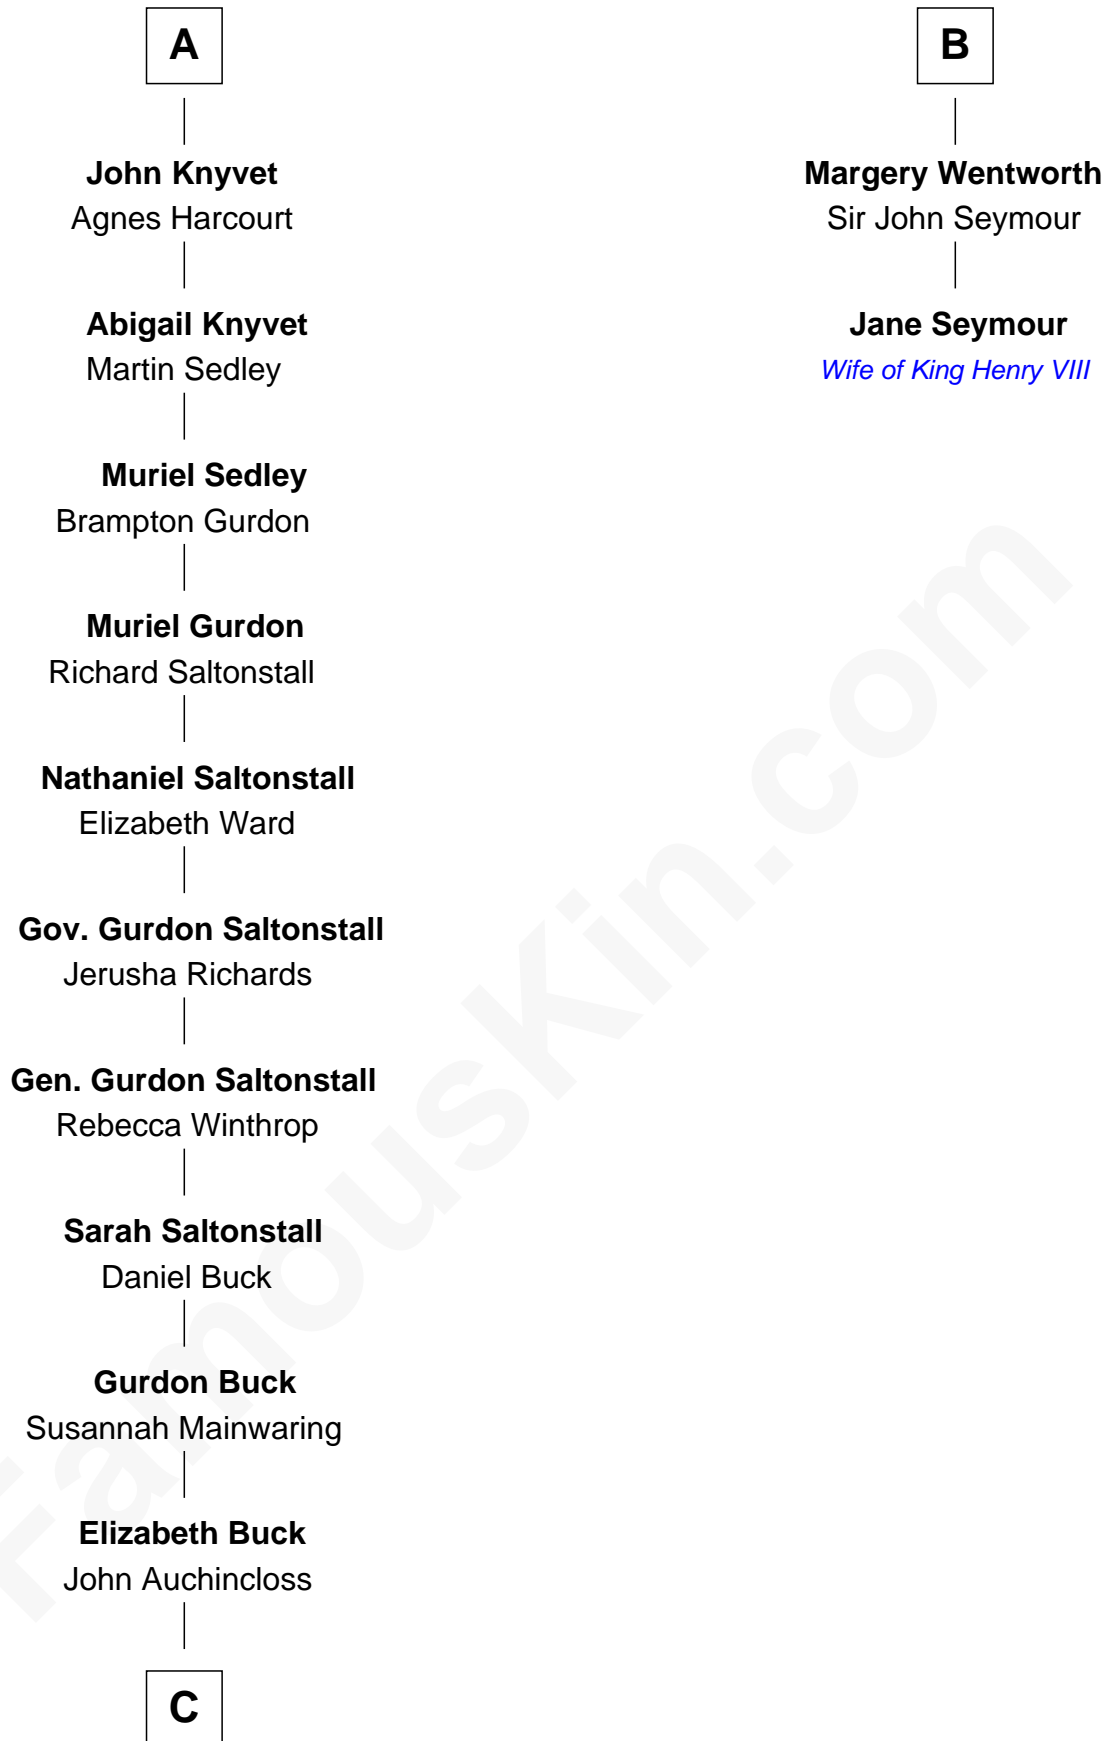 A
John Knyvet
Agnes Harcourt
Abigail Knyvet
Martin Sedley
Muriel Sedley
Brampton Gurdon
Muriel Gurdon
Richard Saltonstall
Nathaniel Saltonstall
Elizabeth Ward
Gov. Gurdon Saltonstall
Jerusha Richards
Gen. Gurdon Saltonstall
Rebecca Winthrop
Sarah Saltonstall
Daniel Buck
Gurdon Buck
Susannah Mainwaring
Elizabeth Buck
John Auchincloss
C
B
Margery Wentworth
Sir John Seymour
Jane Seymour
Wife of King Henry VIII
FamousKin.com